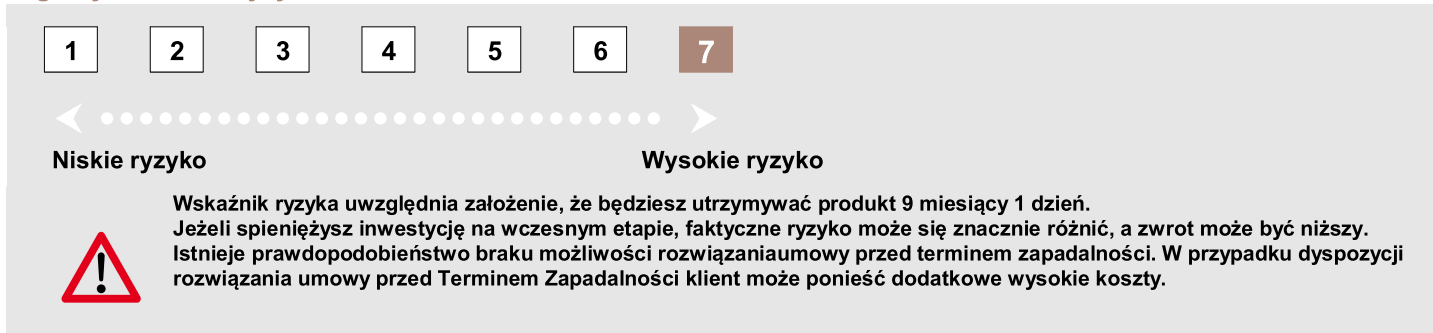 1 2 3 4 5 6 7
Niskie ryzyko Wysokie ryzyko
Wskaźnik ryzyka uwzględnia założenie, że będziesz utrzymywać produkt 9 miesiący 1 dzień.
Jeżeli spieniężysz inwestycję na wczesnym etapie, faktyczne ryzyko może się znacznie różnić, a zwrot może być niższy.
Istnieje prawdopodobieństwo braku możliwości rozwiązaniaumowy przed terminem zapadalności. W przypadku dyspozycji
rozwiązania umowy przed Terminem Zapadalności klient może ponieść dodatkowe wysokie koszty.